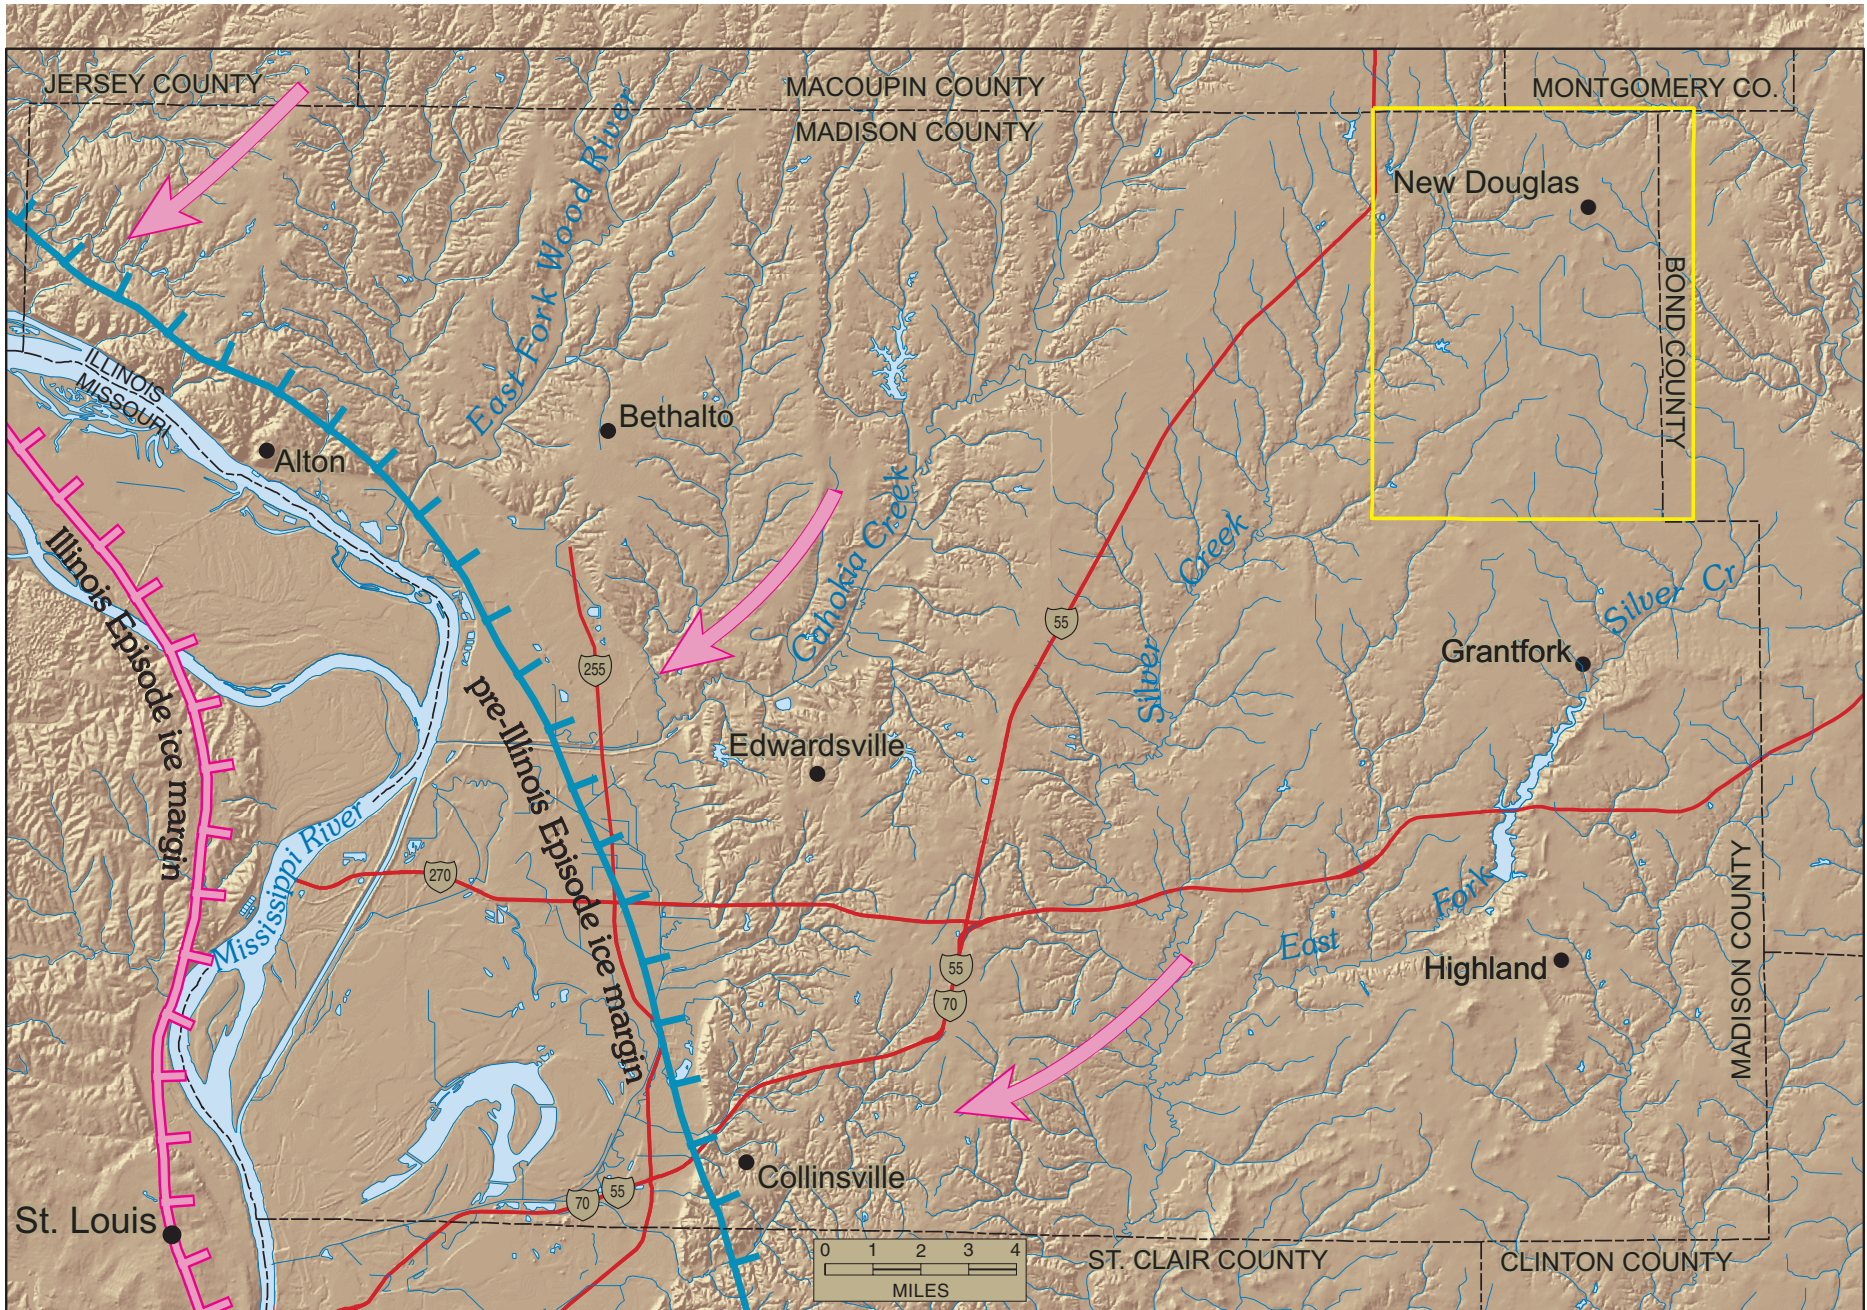 JERSEY COUNTY
MACOUPIN COUNTY
MONTGOMERY CO.
MADISON COUNTY
East Fork Wood River
New Douglas
BOND COUNTY
ILLINOIS
MISSOURI
Bethalto
Alton
Cahokia Creek
Silver Creek
Silver Cr
Illinois Episode ice margin
55
255
Grantfork
pre-Illinois Episode ice margin
Edwardsville
Mississippi River
270
East Fork
MADISON COUNTY
Highland
55
70
Collinsville
70
55
St. Louis
0 1 2 3 4
MILES
ST. CLAIR COUNTY
CLINTON COUNTY